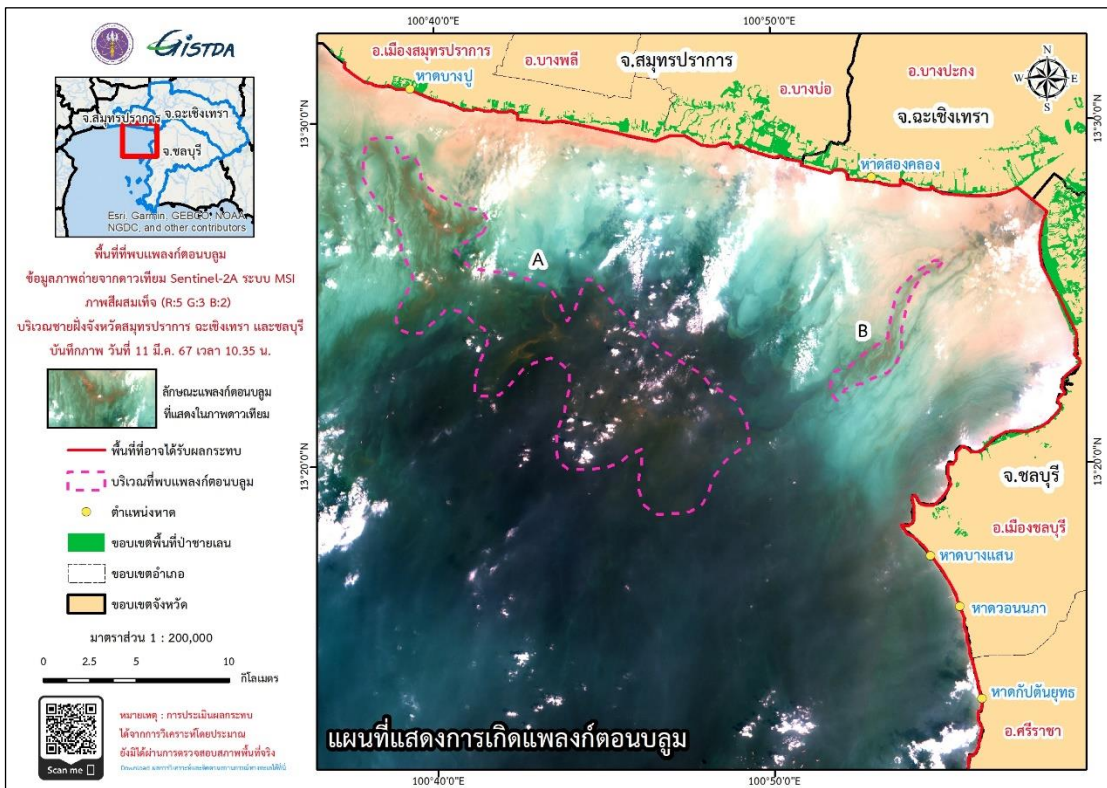 GISTDA
จ.สมุทรปราการ
จ.ฉะเชิงเทรา
จ.ชลบุรี
Esri, Garmin, GEBCO, NOAA
NGDC, and other contributors
พื้นที่ที่พบแพลงก์ตอนบลูม
ข้อมูลภาพถ่ายจากดาวเทียม Sentinel-2A ระบบ MSI
ภาพสีผสมเท็จ (R:5 G:3 B:2)
บริเวณชายฝั่งจังหวัดสมุทรปราการ ฉะเชิงเทรา และชลบุรี
บันทึกภาพ วันที่ 11 มี.ค. 67 เวลา 10.35 น.
ลักษณะแพลงก์ตอนบลูม
ที่แสดงในภาพดาวเทียม
พื้นที่ที่อาจได้รับผลกระทบ
บริเวณที่พบแพลงก์ตอนบลูม
ตำแหน่งหาด
ขอบเขตพื้นที่ป่าชายเลน
ขอบเขตอำเภอ
ขอบเขตจังหวัด
มาตราส่วน 1 : 200,000
0 2.5 5 10
กิโลเมตร
Scan me
หมายเหตุ : การประเมินผลกระทบ
ได้จากการวิเคราะห์โดยประมาณ
ยังมิได้ผ่านการตรวจสอบสภาพพื้นที่จริง
100°40'0"E 100°50'0"E
อ.เมืองสมุทรปราการ
หาดบางปู
อ.บางพลี
จ.สมุทรปราการ
อ.บางบ่อ
อ.บางปะกง
จ.ฉะเชิงเทรา
N
W E
S
13°30'0"N
13°30'0"N
หาดสองคลอง
A
B
13°20'0"N
13°20'0"N
จ.ชลบุรี
อ.เมืองชลบุรี
หาดบางแสน
หาดวอนนภา
หาดกัปตันยุทธ
อ.ศรีราชา
แผนที่แสดงการเกิดแพลงก์ตอนบลูม
100°40'0"E 100°50'0"E